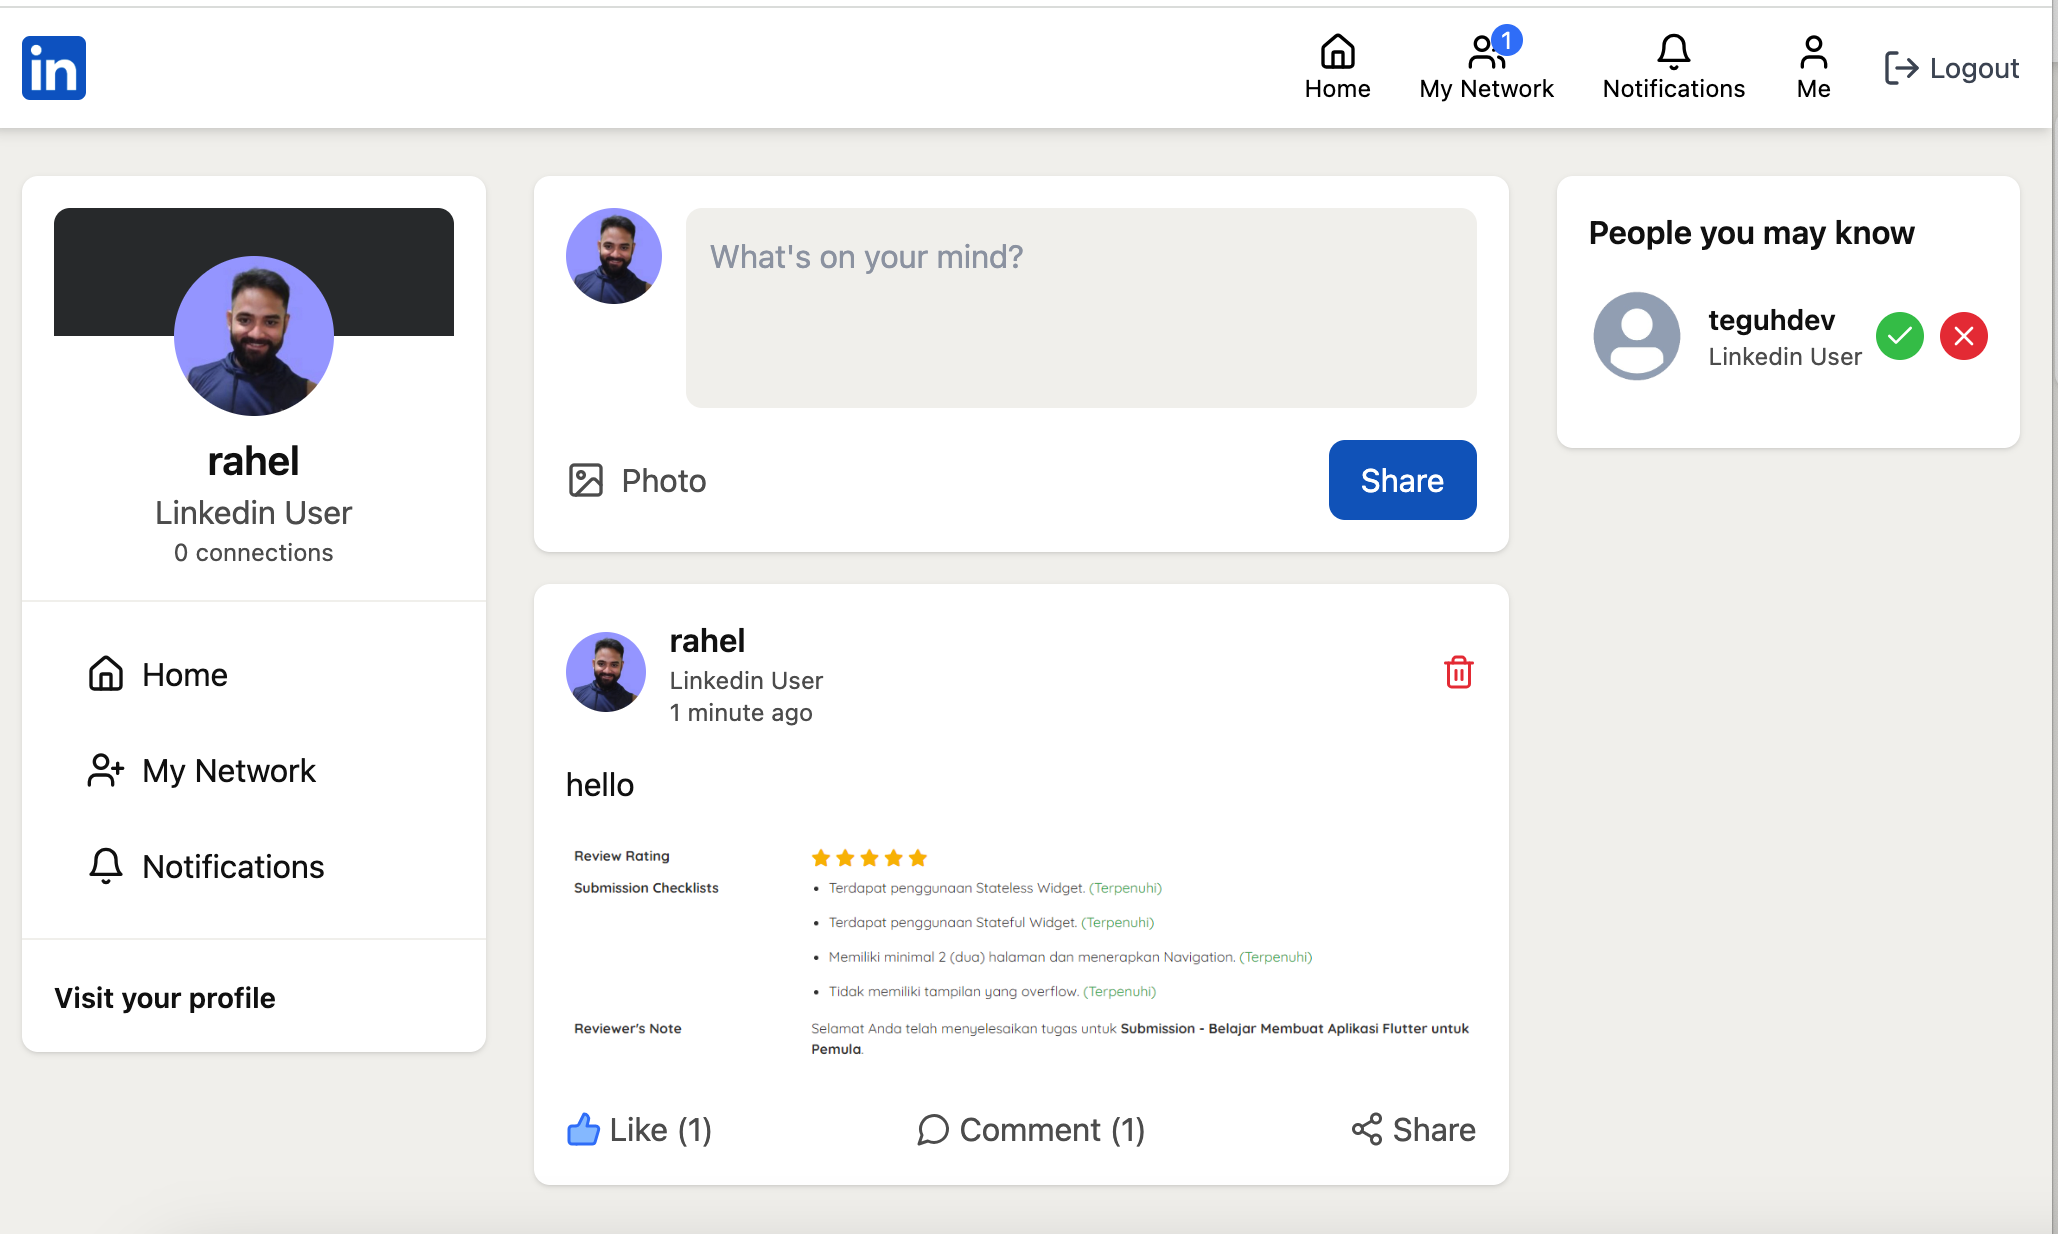 in
1
Home
My Network
Notifications
Me
Logout
rahel
Linkedin User
0 connections
Home
My Network
Notifications
Visit your profile
What's on your mind?
Photo
Share
rahel
Linkedin User
1 minute ago
hello
Review Rating
Submission Checklists
• Terdapat penggunaan Stateless Widget. (Terpenuhi)
• Terdapat penggunaan Stateful Widget. (Terpenuhi)
• Memiliki minimal 2 (dua) halaman dan menerapkan Navigation. (Terpenuhi)
• Tidak memiliki tampilan yang overflow. (Terpenuhi)
Reviewer's Note
Selamat Anda telah menyelesaikan tugas untuk Submission - Belajar Membuat Aplikasi Flutter untuk
Pemula.
Like (1)
Comment (1)
Share
People you may know
teguhdev
Linkedin User